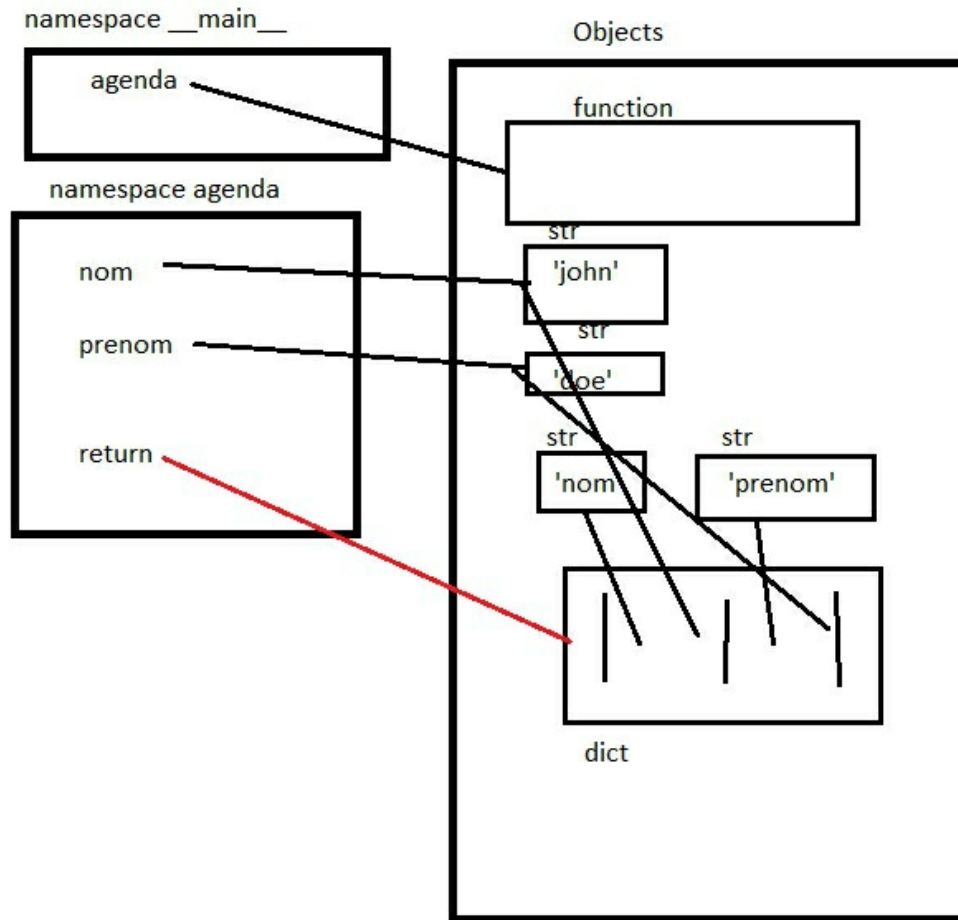 namespace __main__
agenda
namespace agenda
nom
prenom
return
Objects
function
str
'john'
str
'doe'
str
'nom'
str
'prenom'
dict